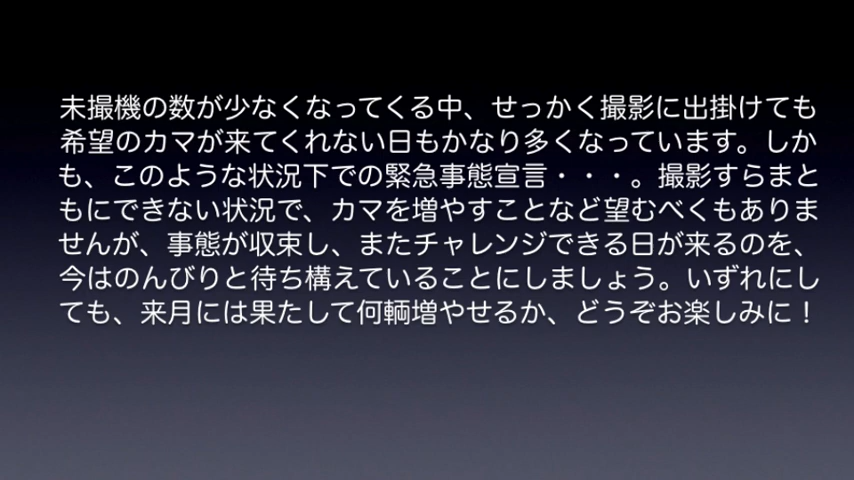 未撮機の数が少なくなってくる中、せっかく撮影に出掛けても
希望のカマが来てくれない日もかなり多くなっています。しか
も、このような状況下での緊急事態宣言・・・。撮影すらまと
もにできない状況で、カマを増やすことなど望むべくもありま
せんが、事態が収束し、またチャレンジできる日が来るのを、
今はのんびりと待ち構えていることにしましょう。いずれにし
ても、来月には果たして何輌増やせるか、どうぞお楽しみに！